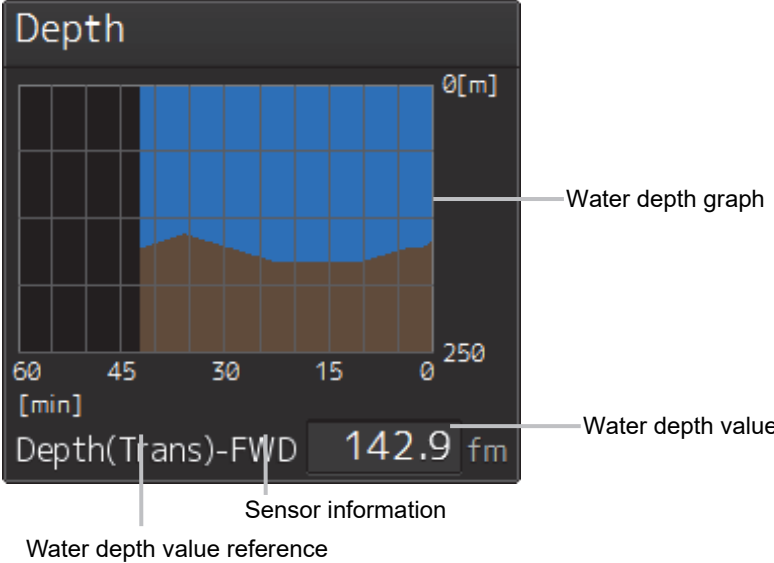 Depth
0[m]
Water depth graph
250
60 45 30 15 0
[min]
Water depth value
Depth(Trans)-FWD 142.9 fm
Sensor information
Water depth value reference